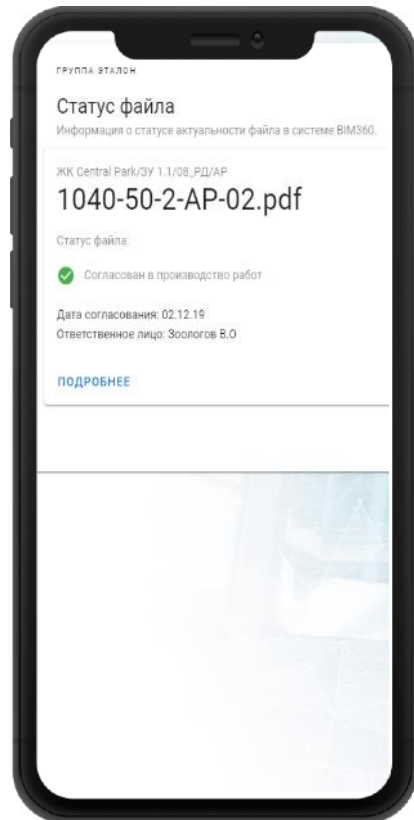 ГРУППА ЭТАЛОН
Статус файла
Информация о статусе актуальности файла в системе BIM360.
ЖК Central Park/ЗУ 1.1/08_РД/АР
1040-50-2-АР-02.pdf
Статус файла:
Согласован в производство работ
Дата согласования: 02.12.19
Ответственное лицо: Зоологов В.О
ПОДРОБНЕЕ